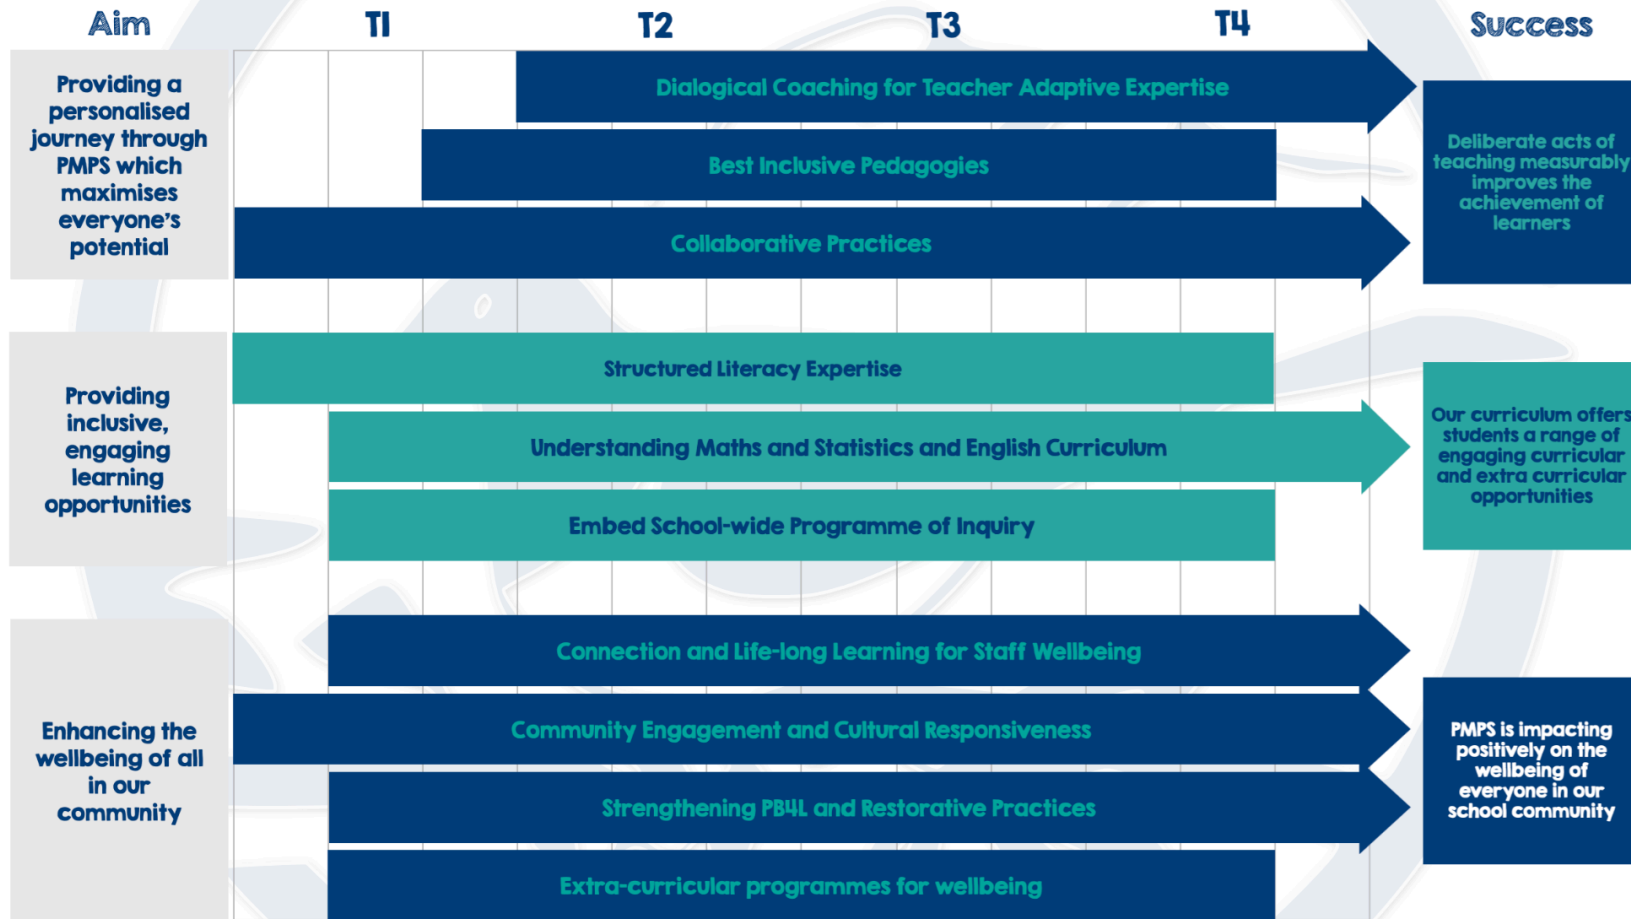 Aim
T1
T2
T3
T4
Success
Providing a
personalised
journey through
PMPS which
maximises
everyone's
potential
Dialogical Coaching for Teacher Adaptive Expertise
Best Inclusive Pedagogies
Collaborative Practices
Deliberate acts of
teaching measurably
improves the
achievement of
learners
Providing
inclusive,
engaging
learning
opportunities
Structured Literacy Expertise
Understanding Maths and Statistics and English Curriculum
Embed School-wide Programme of Inquiry
Our curriculum offers
students a range of
engaging curricular
and extra curricular
opportunities
Enhancing the
wellbeing of all
in our
community
Connection and Life-long Learning for Staff Wellbeing
Community Engagement and Cultural Responsiveness
Strengthening PB4L and Restorative Practices
Extra-curricular programmes for wellbeing
PMPS is impacting
positively on the
wellbeing of
everyone in our
school community